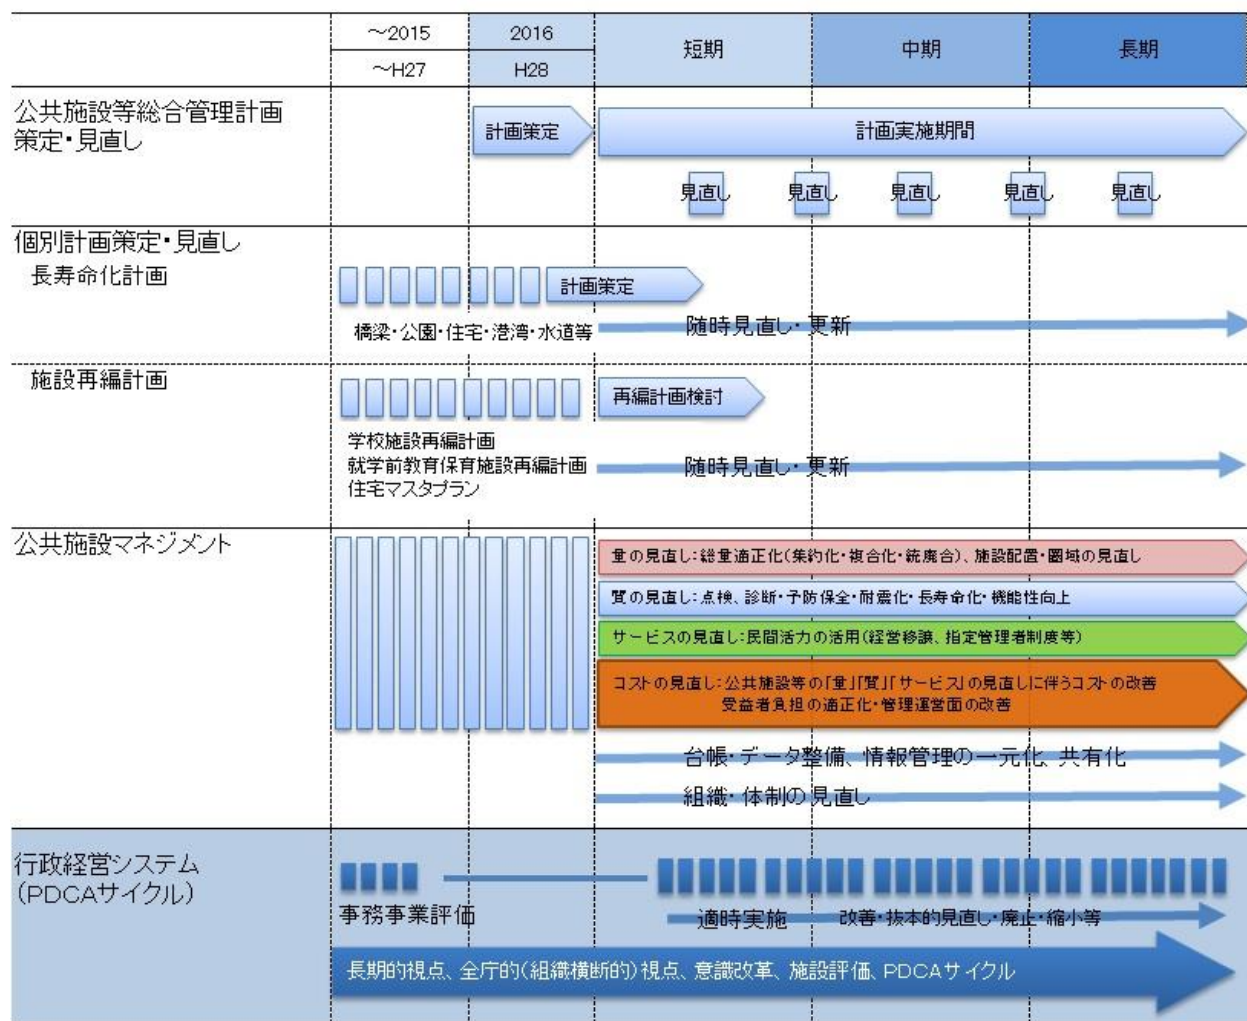 ～2015
2016
短期
中期
長期
～H27
H28
公共施設等総合管理計画
策定・見直し
計画策定
計画実施期間
見直し
見直し
見直し
見直し
見直し
個別計画策定・見直し
長寿命化計画
計画策定
橋梁・公園・住宅・港湾・水道等
随時見直し・更新
施設再編計画
再編計画検討
学校施設再編計画
就学前教育保育施設再編計画
住宅マスタプラン
随時見直し・更新
公共施設マネジメント
量の見直し：総量適正化(集約化・複合化・統廃合)、施設配置・圏域の見直し
質の見直し：点検、診断・予防保全・耐震化・長寿命化・機能性向上
サービスの見直し：民間活力の活用(経営移譲、指定管理者制度等)
コストの見直し：公共施設等の｢量｣｢質｣｢サービス｣の見直しに伴うコストの改善
受益者負担の適正化・管理運営面の改善
台帳・データ整備、情報管理の一元化、共有化
組織・体制の見直し
行政経営システム
(PDCAサイクル)
事務事業評価
適時実施
改善・抜本的見直し・廃止・縮小等
長期的視点、全庁的(組織横断的)視点、意識改革、施設評価、PDCAサイクル